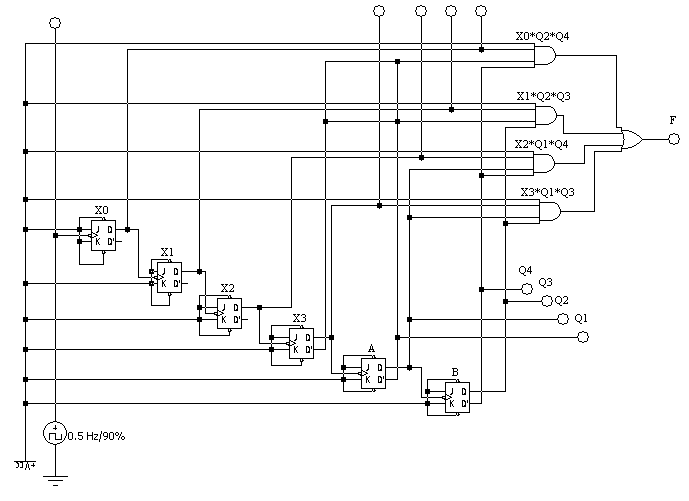 X0*Q2*Q4
X1*Q2*Q3
F
X2*Q1*Q4
X3*Q1*Q3
X0
J Q
K Q'
X1
J Q
K Q'
X2
J Q
K Q'
Q4
Q3
Q2
Q1
X3
J Q
K Q'
A
J Q
K Q'
B
J Q
K Q'
0.5 Hz/90%